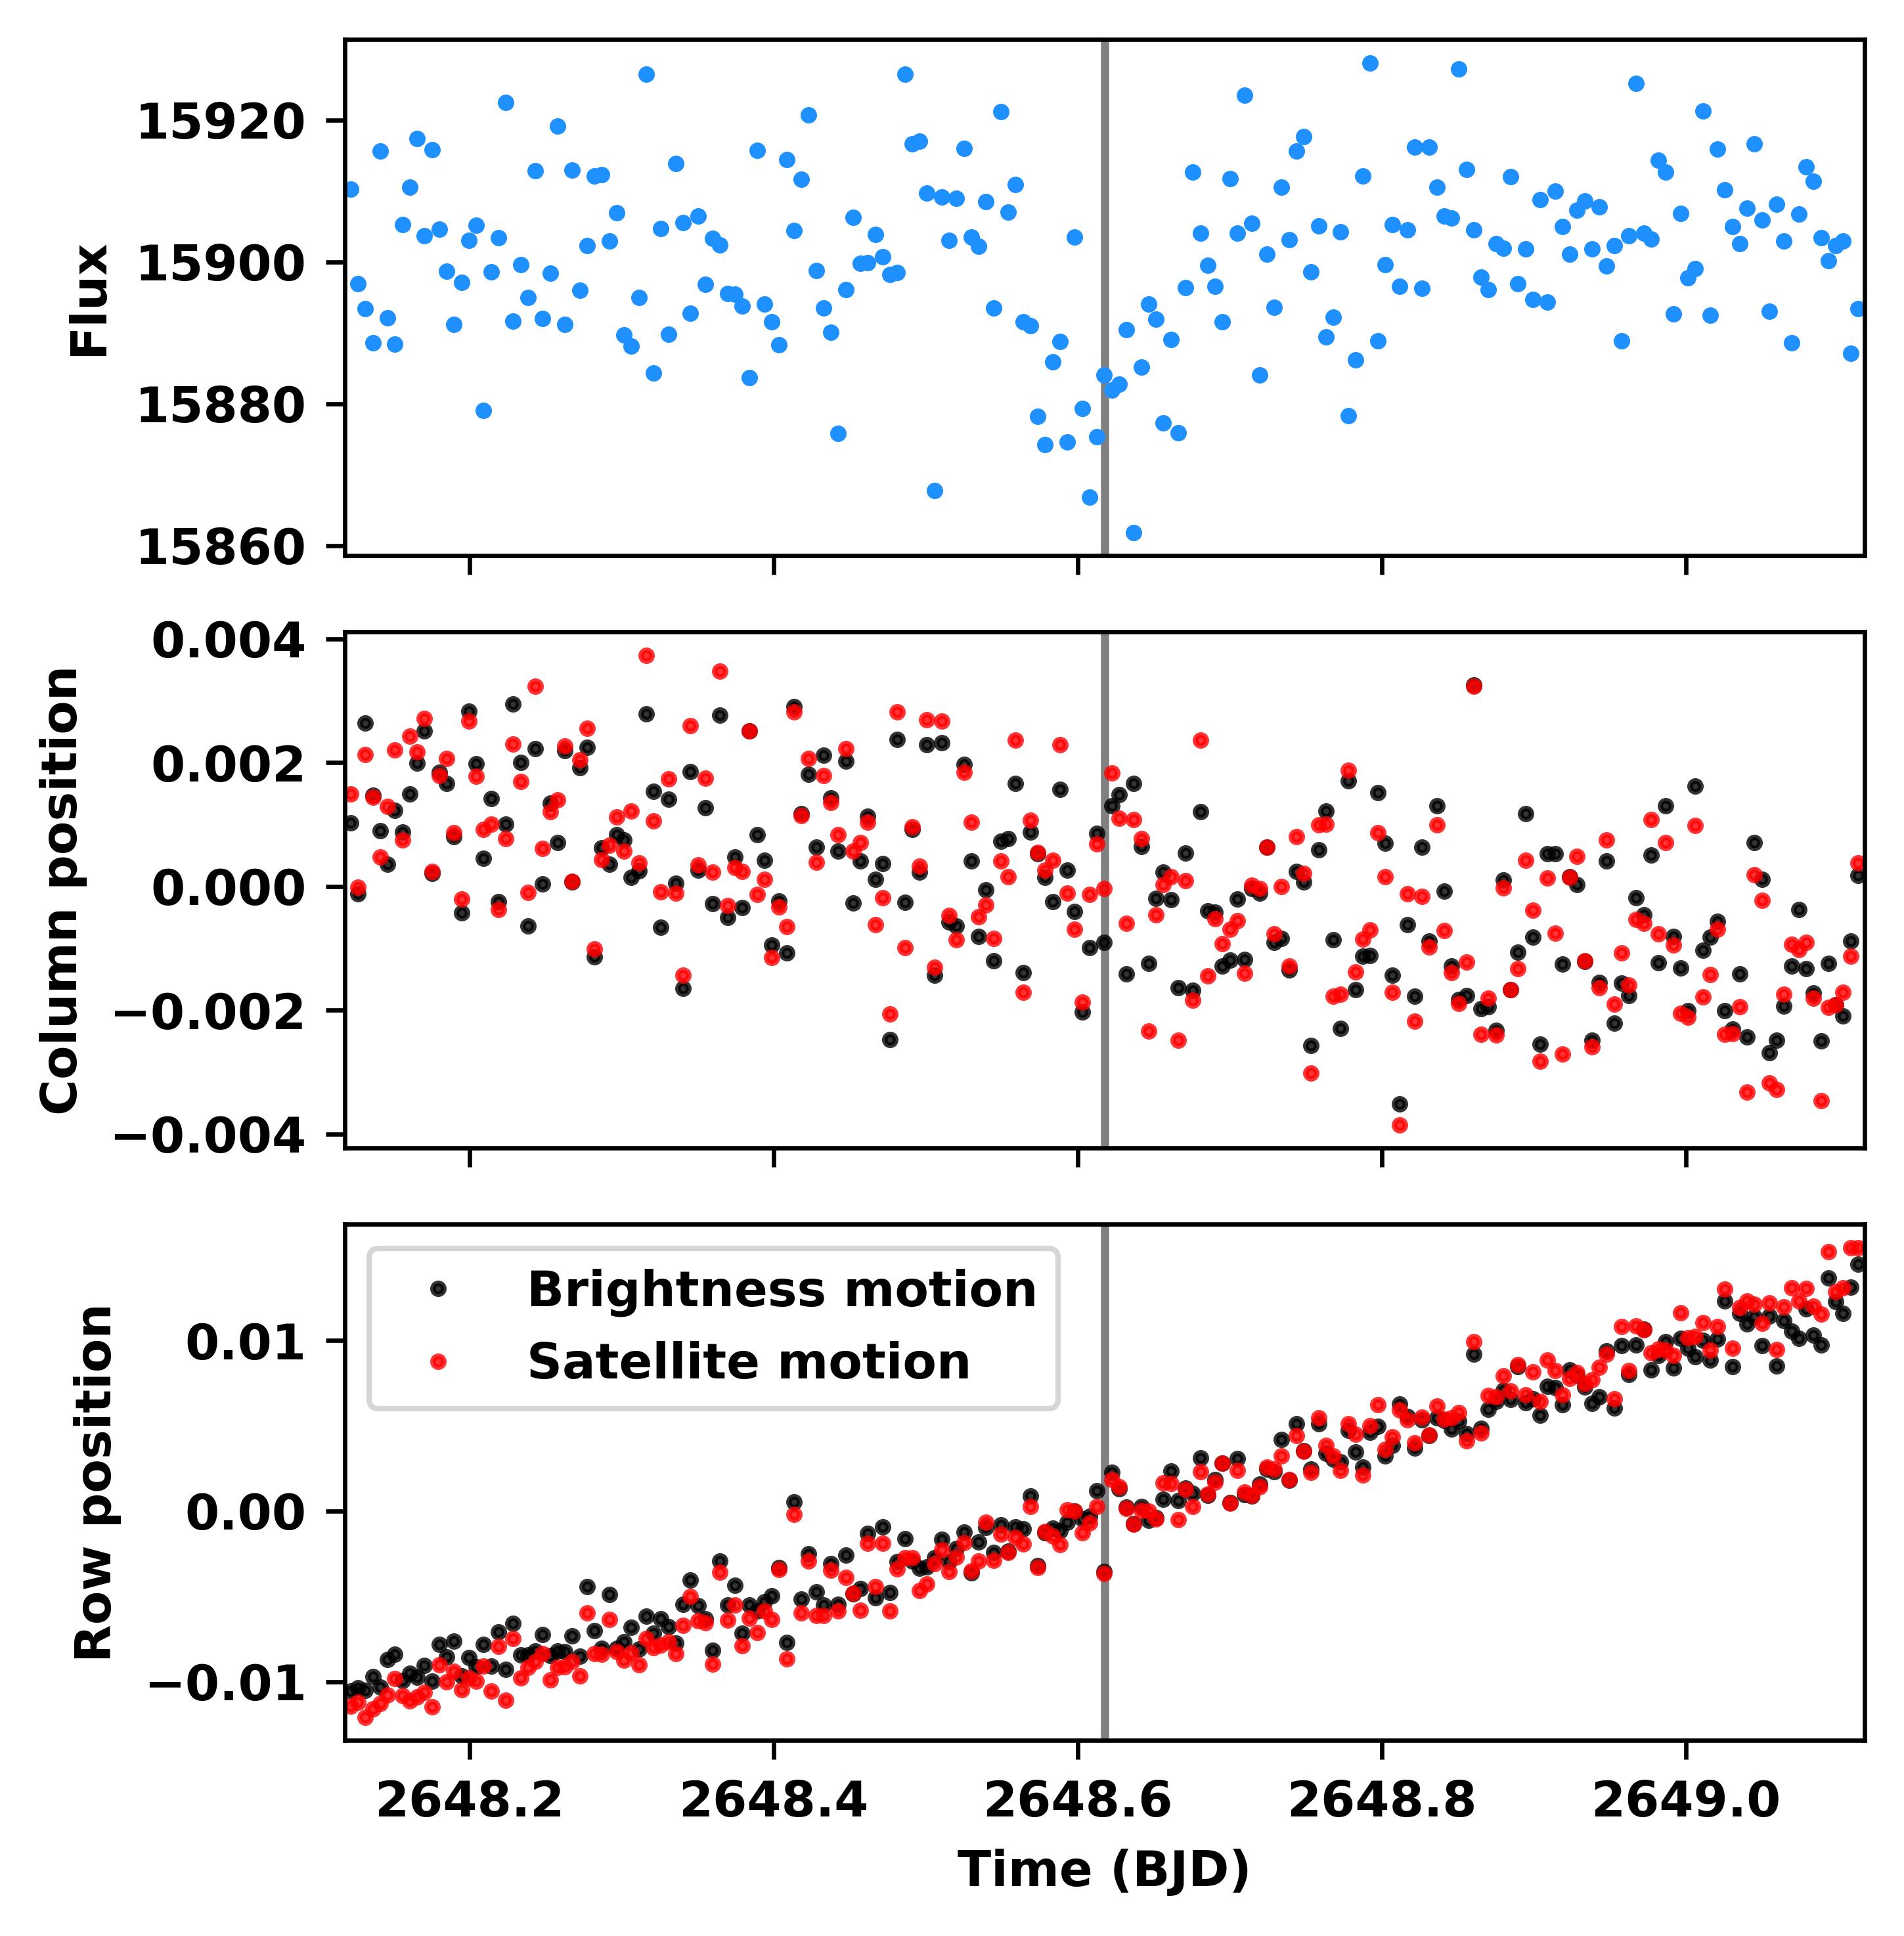 Flux
15920
15900
15880
15860
Column position
0.004
0.002
0.000
−0.002
−0.004
Row position
0.01
0.00
−0.01
Brightness motion
Satellite motion
2648.2 2648.4 2648.6 2648.8 2649.0
Time (BJD)